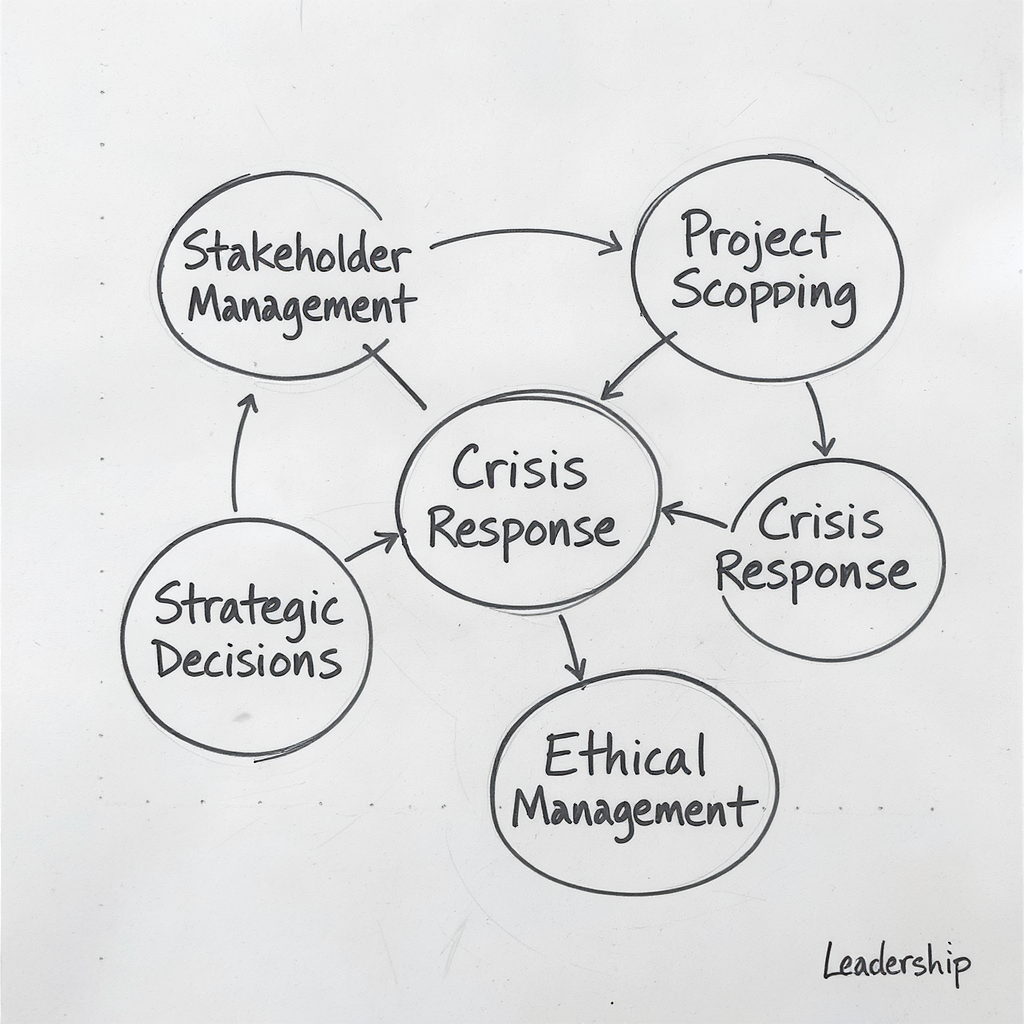 Stakeholder
Management
Project
Scopping
Crisis
Response
Crisis
Response
Strategic
Decisions
Ethical
Management
Leadership